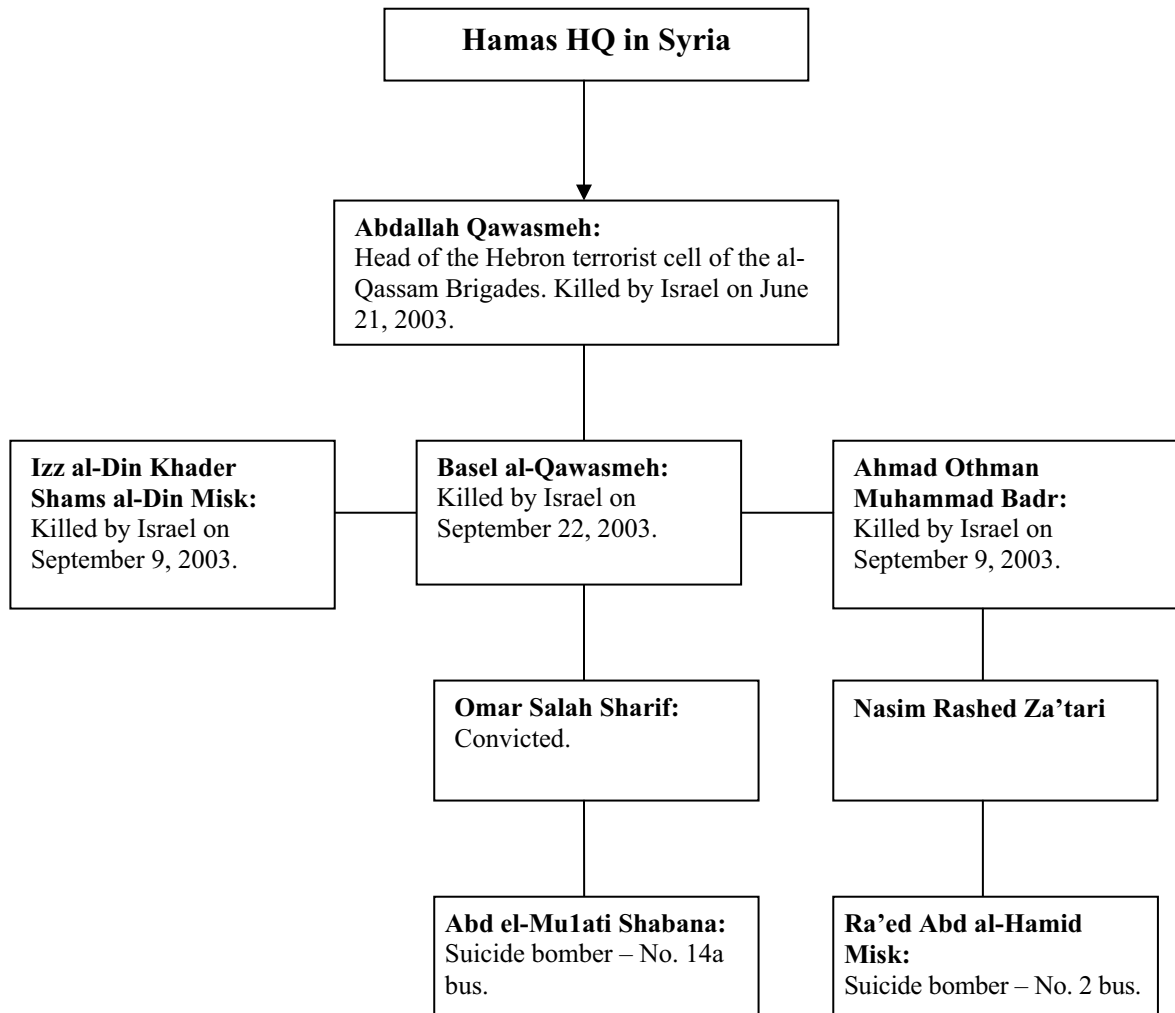 Hamas HQ in Syria
Abdallah Qawasmeh:
Head of the Hebron terrorist cell of the al-
Qassam Brigades. Killed by Israel on June
21, 2003.
Izz al-Din Khader
Shams al-Din Misk:
Killed by Israel on
September 9, 2003.
Basel al-Qawasmeh:
Killed by Israel on
September 22, 2003.
Ahmad Othman
Muhammad Badr:
Killed by Israel on
September 9, 2003.
Omar Salah Sharif:
Convicted.
Nasim Rashed Za’tari
Abd el-Mu1ati Shabana:
Suicide bomber – No. 14a
bus.
Ra’ed Abd al-Hamid
Misk:
Suicide bomber – No. 2 bus.